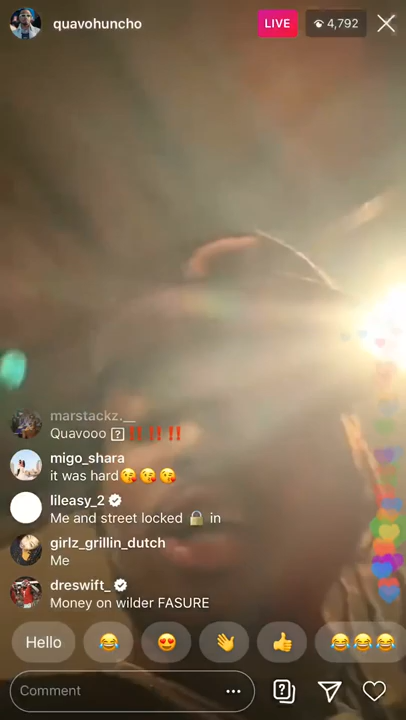 quavohuncho
LIVE
4,792
marstackz.__
Quavooo ⍰‼️‼️‼️
migo_shara
it was hard😘😘😘
lileasy_2
Me and street locked 🔒 in
girlz_grillin_dutch
Me
dreswift_
Money on wilder FASURE
Hello 😂 😍 👋 👍 😂😂😂
Comment